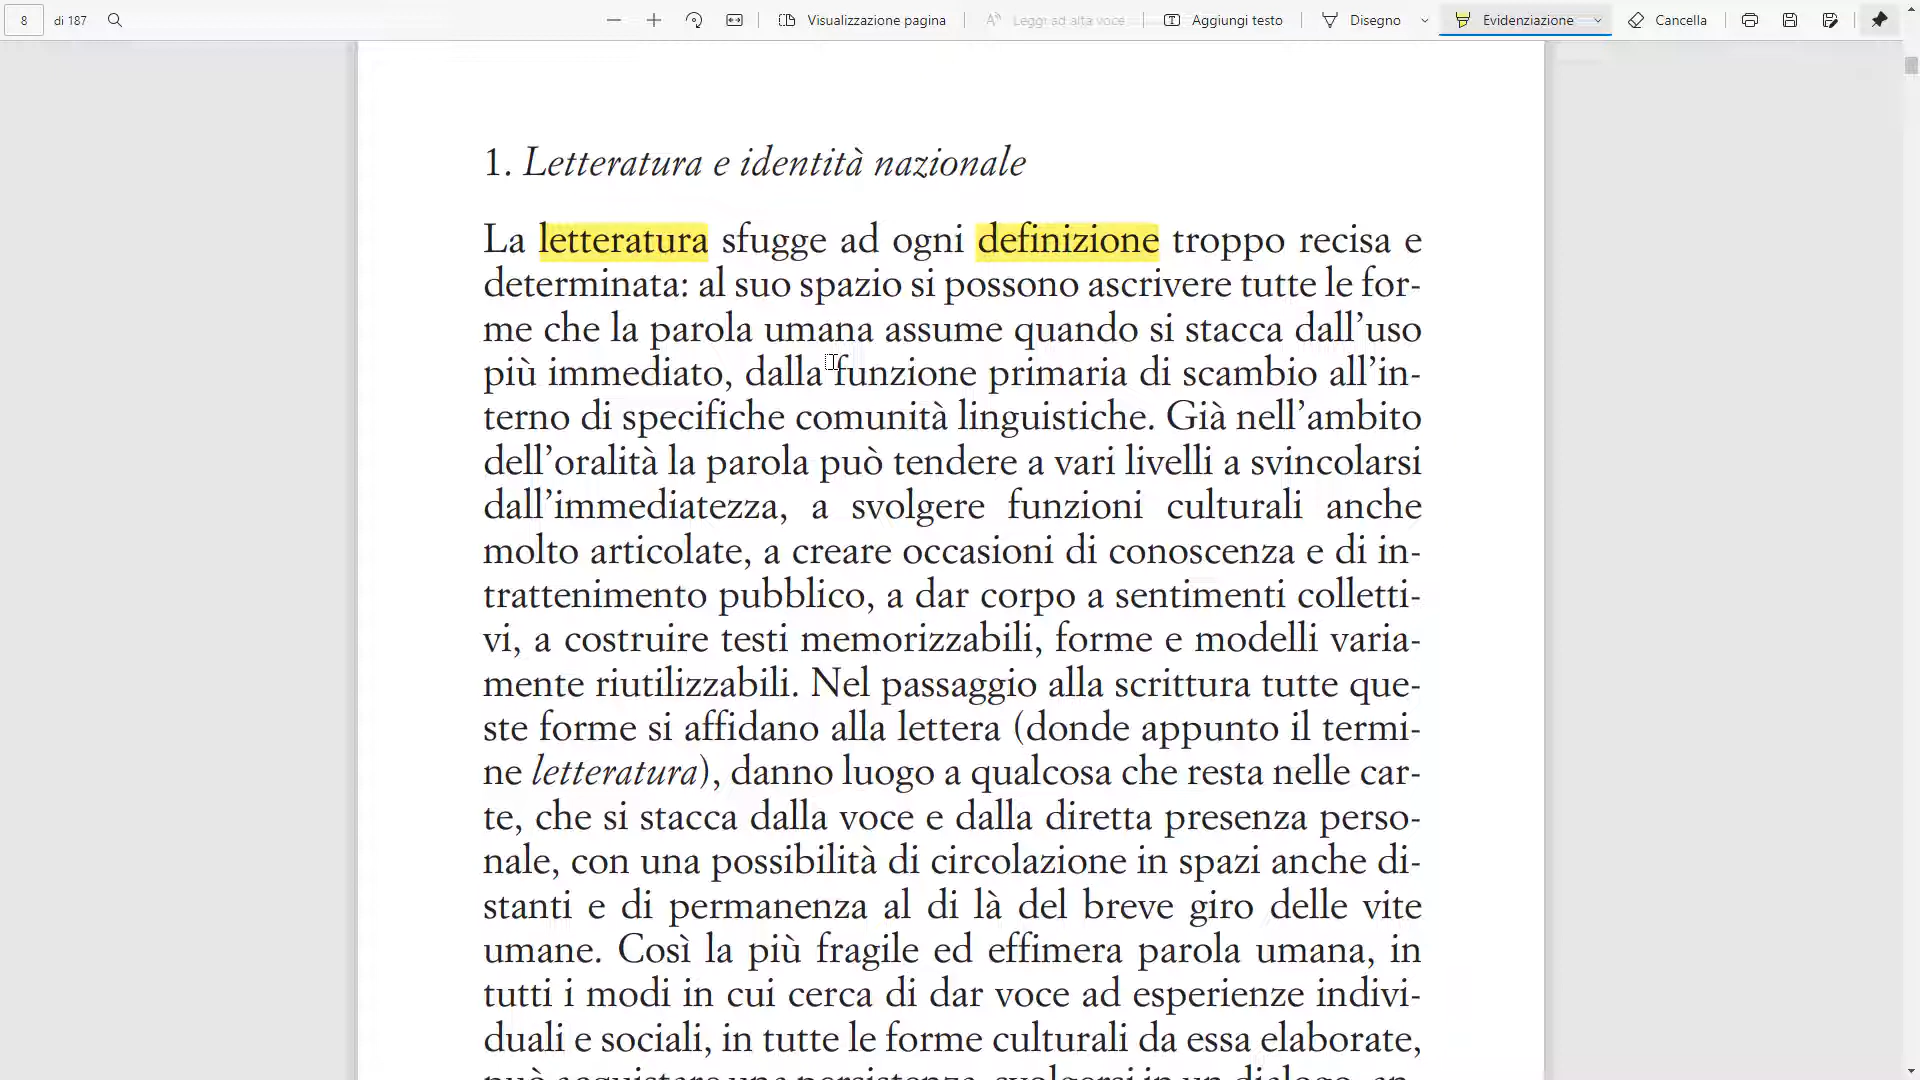 8 di 187 Visualizzazione pagina Leggi ad alta voce Aggiungi testo Disegno Evidenziazione Cancella
1. Letteratura e identità nazionale
La letteratura sfugge ad ogni definizione troppo recisa e
determinata: al suo spazio si possono ascrivere tutte le for-
me che la parola umana assume quando si stacca dall’uso
più immediato, dalla funzione primaria di scambio all’in-
terno di specifiche comunità linguistiche. Già nell’ambito
dell’oralità la parola può tendere a vari livelli a svincolarsi
dall’immediatezza, a svolgere funzioni culturali anche
molto articolate, a creare occasioni di conoscenza e di in-
trattenimento pubblico, a dar corpo a sentimenti colletti-
vi, a costruire testi memorizzabili, forme e modelli varia-
mente riutilizzabili. Nel passaggio alla scrittura tutte que-
ste forme si affidano alla lettera (donde appunto il termi-
ne letteratura), danno luogo a qualcosa che resta nelle car-
te, che si stacca dalla voce e dalla diretta presenza perso-
nale, con una possibilità di circolazione in spazi anche di-
stanti e di permanenza al di là del breve giro delle vite
umane. Così la più fragile ed effimera parola umana, in
tutti i modi in cui cerca di dar voce ad esperienze indivi-
duali e sociali, in tutte le forme culturali da essa elaborate,